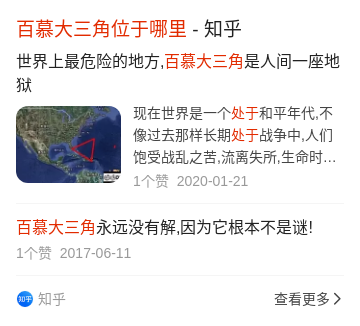 百慕大三角位于哪里 - 知乎
世界上最危险的地方,百慕大三角是人间一座地
狱
现在世界是一个处于和平年代,不
像过去那样长期处于战争中,人们
饱受战乱之苦,流离失所,生命时...
1个赞 2020-01-21
百慕大三角永远没有解,因为它根本不是谜!
1个赞 2017-06-11
知乎 知乎
查看更多